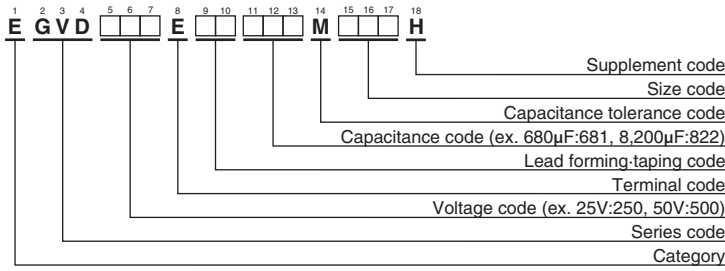 1 2 3 4 5 6 7 8 9 10 11 12 13 14 15 16 17 18
E G V D E M H
Supplement code
Size code
Capacitance tolerance code
Capacitance code (ex. 680µF:681, 8,200µF:822)
Lead forming·taping code
Terminal code
Voltage code (ex. 25V:250, 50V:500)
Series code
Category